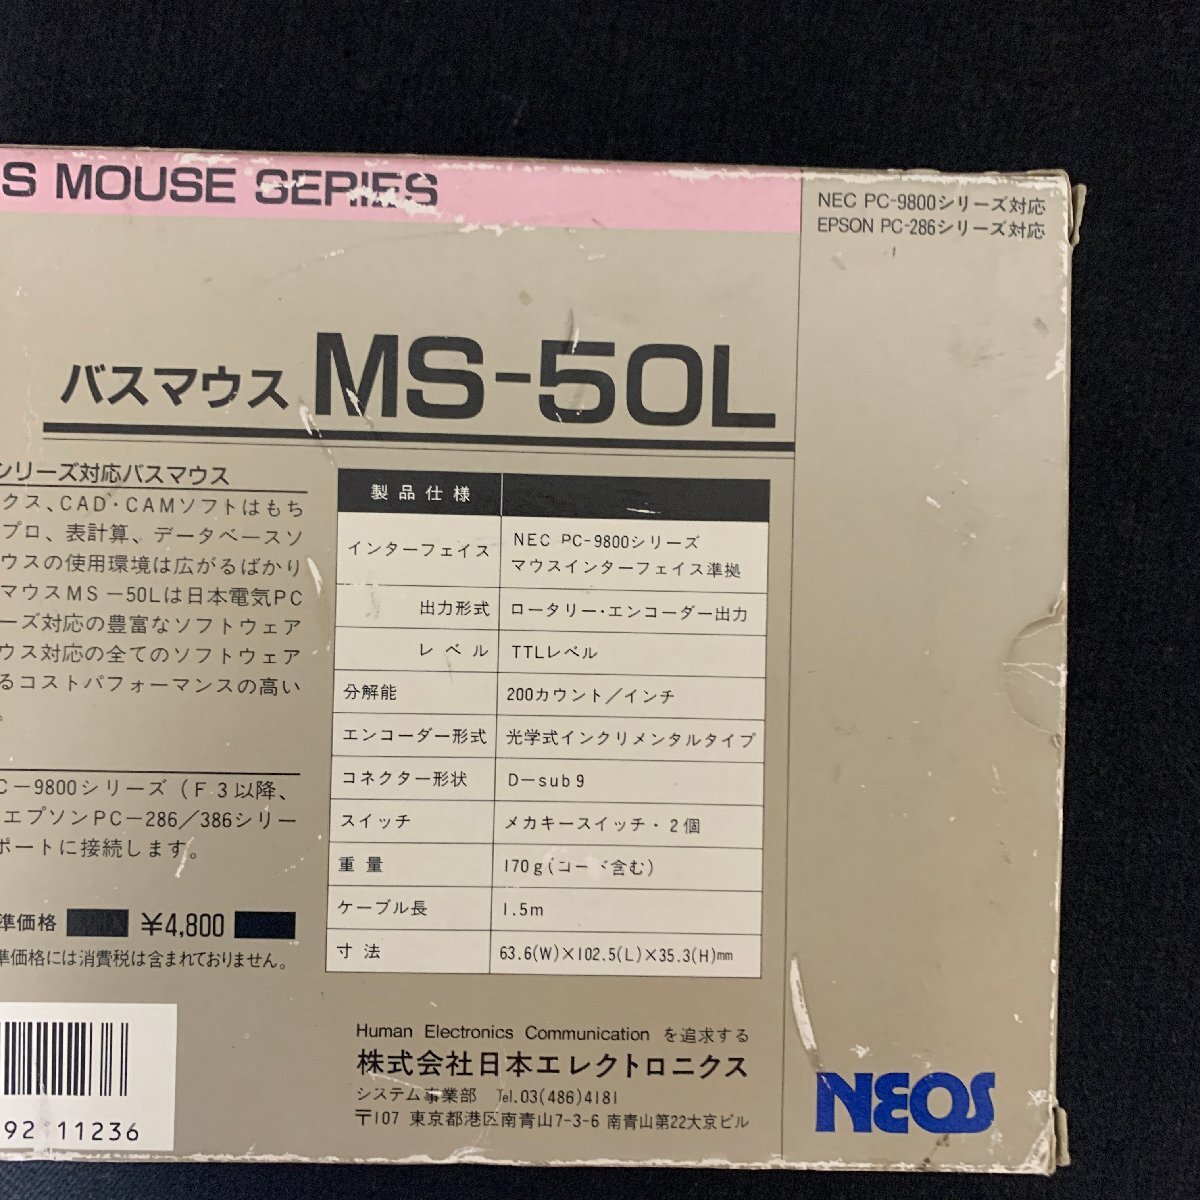 S MOUSE SERIES
NEC PC-9800シリーズ対応
EPSON PC-286シリーズ対応
バスマウス MS-50L
シリーズ対応バスマウス
クス、CAD・CAMソフトはもち
プロ、表計算、データベースソ
ウスの使用環境は広がるばかり
マウスMS-50Lは日本電気PC
ーズ対応の豊富なソフトウェア
ウス対応の全てのソフトウェア
るコストパフォーマンスの高い
。
C-9800シリーズ(F3以降、
エプソンPC-286/386シリー
ポートに接続します。
準価格 ¥4,800
準価格には消費税は含まれておりません。
92 11236
製品仕様
インターフェイス NEC PC-9800シリーズ
マウスインターフェイス準拠
出力形式 ロータリー・エンコーダー出力
レベル TTLレベル
分解能 200カウント/インチ
エンコーダー形式 光学式インクリメンタルタイプ
コネクター形状 D-sub9
スイッチ メカキースイッチ・2個
重量 170g(コード含む)
ケーブル長 1.5m
寸法 63.6(W)×102.5(L)×35.3(H)mm
Human Electronics Communication を追求する
株式会社日本エレクトロニクス
システム事業部 Tel.03(486)4181
〒107 東京都港区南青山7-3-6 南青山第22大京ビル
NEOS